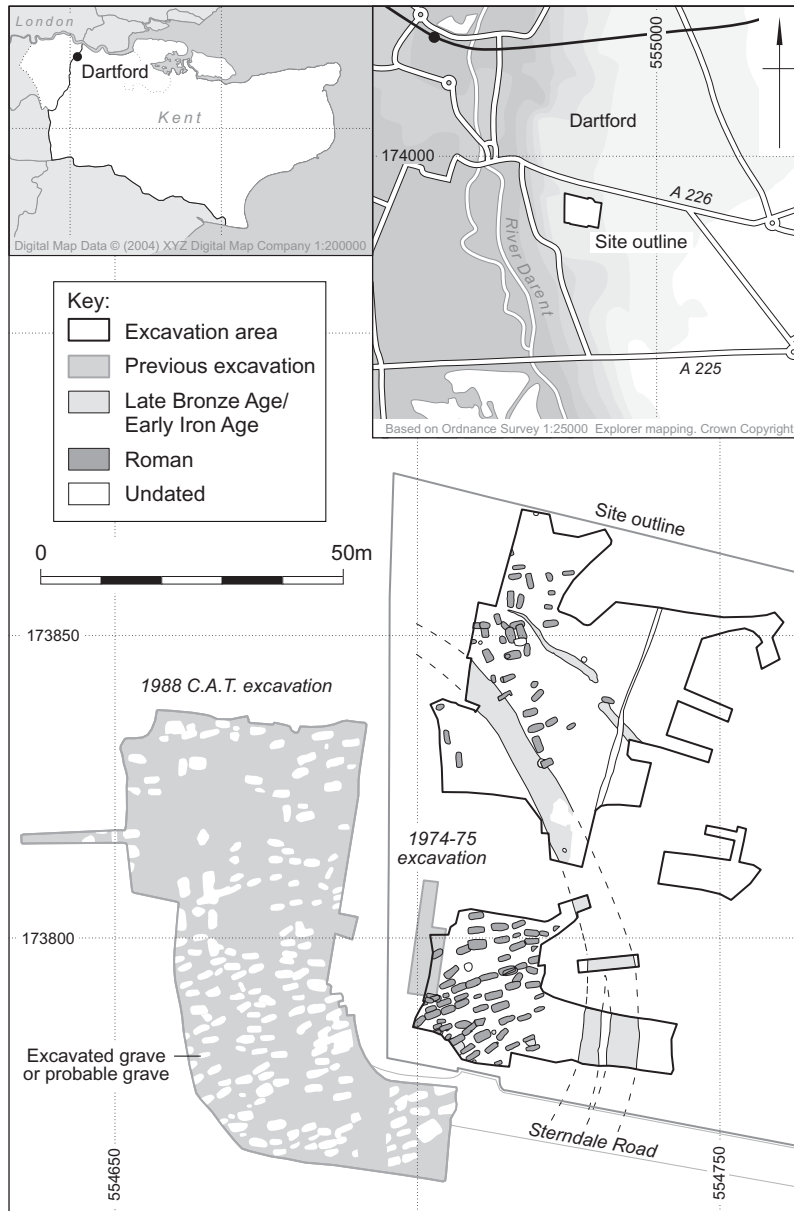 London
Dartford
Kent
Digital Map Data © (2004) XYZ Digital Map Company 1:200000
555000
Dartford
174000
A 226
Site outline
River Darent
A 225
Based on Ordnance Survey 1:25000 Explorer mapping. Crown Copyright
Key:
Excavation area
Previous excavation
Late Bronze Age/
Early Iron Age
Roman
Undated
0 50m
Site outline
173850
1988 C.A.T. excavation
1974-75
excavation
173800
Excavated grave
or probable grave
Sterndale Road
554650
554750